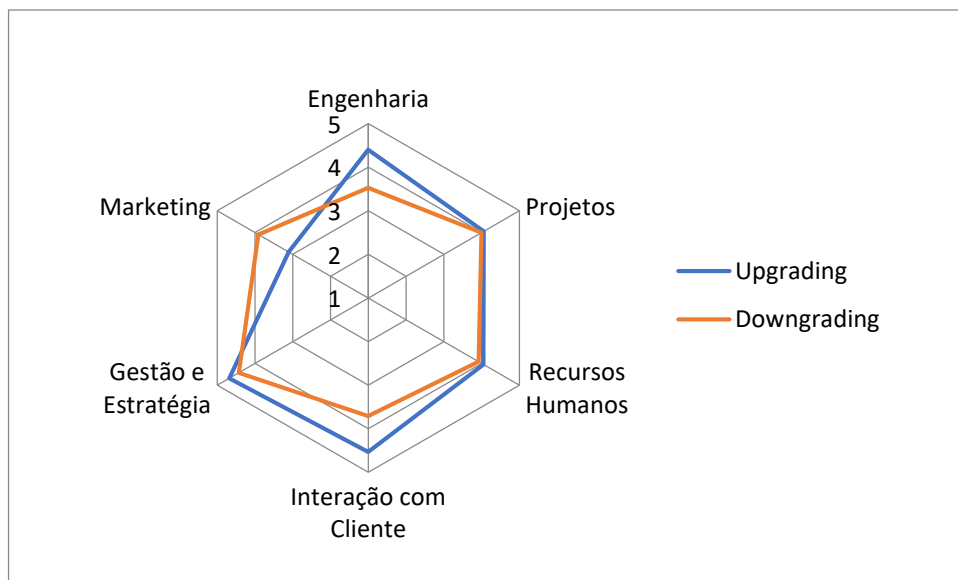 Engenharia
5
4
3
2
1
Projetos
Recursos
Humanos
Interação com
Cliente
Gestão e
Estratégia
Marketing
Upgrading
Downgrading